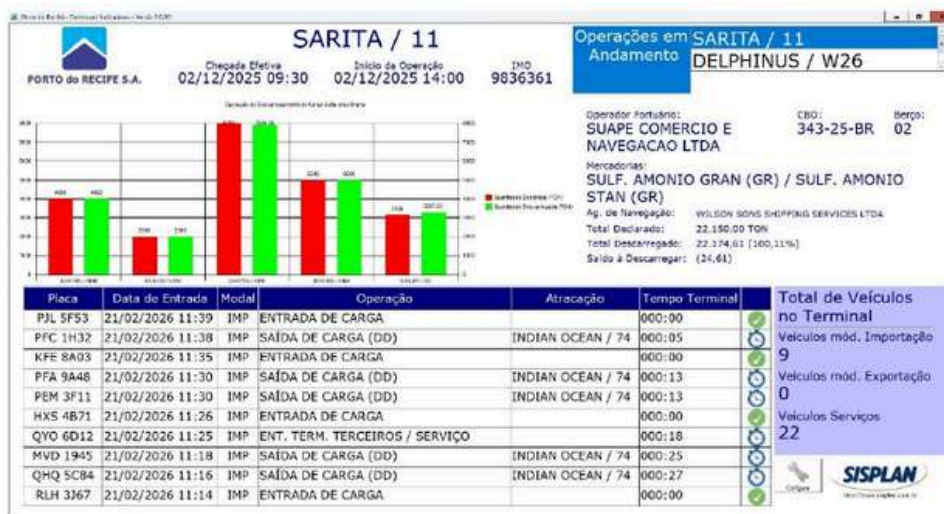 SARITA / 11
PORTO do RECIFE S.A.
Chegada Efetiva
02/12/2025 09:30
Início da Operação
02/12/2025 14:00
IMO
9836361
Operações em Andamento
SARITA / 11
DELPHINUS / W26
Operador Portuário:
SUAPE COMERCIO E
NAVEGACAO LTDA
CBO:
343-25-BR
Berço:
02
Mercadorias:
SULF. AMONIO GRAN (GR) / SULF. AMONIO
STAN (GR)
Ag. de Navegação: WILSON SONS SHIPPING SERVICES LTDA
Total Declarado: 22.150,00 TON
Total Descarregado: 22.174,61 [100,11%]
Saldo à Descarregar: (24,61)
Placa Data de Entrada Modal Operação Atracação Tempo Terminal
PJL 5F53 21/02/2026 11:39 IMP ENTRADA DE CARGA 000:00
PFC 1H32 21/02/2026 11:38 IMP SAÍDA DE CARGA (DD) INDIAN OCEAN / 74 000:05
KFE 8A03 21/02/2026 11:35 IMP ENTRADA DE CARGA 000:00
PFA 9A48 21/02/2026 11:30 IMP SAÍDA DE CARGA (DD) INDIAN OCEAN / 74 000:13
PEM 3F11 21/02/2026 11:30 IMP SAÍDA DE CARGA (DD) INDIAN OCEAN / 74 000:13
HXS 4B71 21/02/2026 11:26 IMP ENTRADA DE CARGA 000:00
QYO 6D12 21/02/2026 11:25 IMP ENT. TERM. TERCEIROS / SERVIÇO 000:18
MVD 1945 21/02/2026 11:18 IMP SAÍDA DE CARGA (DD) INDIAN OCEAN / 74 000:25
QHQ 5C84 21/02/2026 11:16 IMP SAÍDA DE CARGA (DD) INDIAN OCEAN / 74 000:27
RLH 3J67 21/02/2026 11:14 IMP ENTRADA DE CARGA 000:00
Total de Veículos
no Terminal
Veículos mód. Importação
9
Veículos mód. Exportação
0
Veículos Serviços
22
SISPLAN